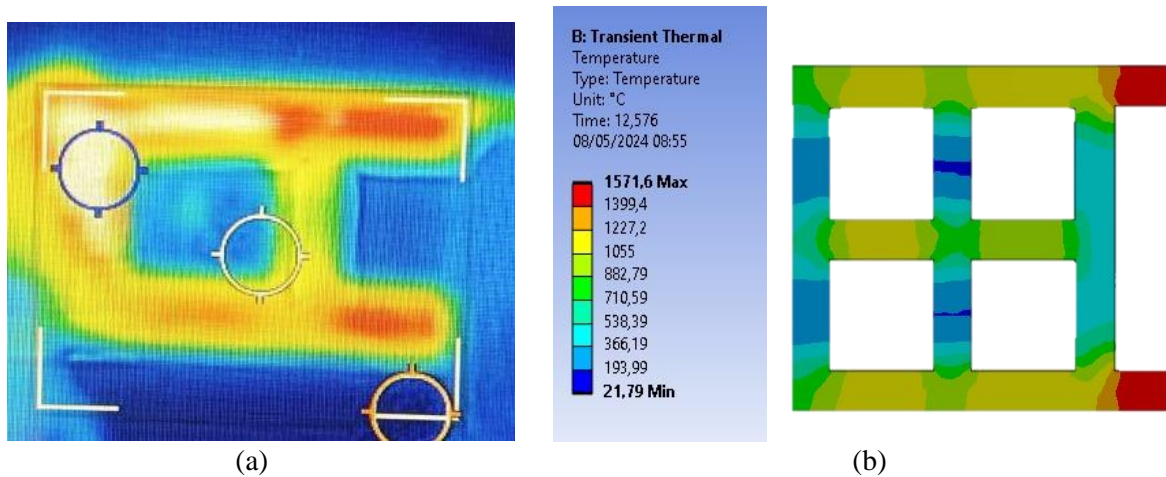 B: Transient Thermal
Temperature
Type: Temperature
Unit: °C
Time: 12,576
08/05/2024 08:55
1571,6 Max
1399,4
1227,2
1055
882,79
710,59
538,39
366,19
193,99
21,79 Min
(a)
(b)